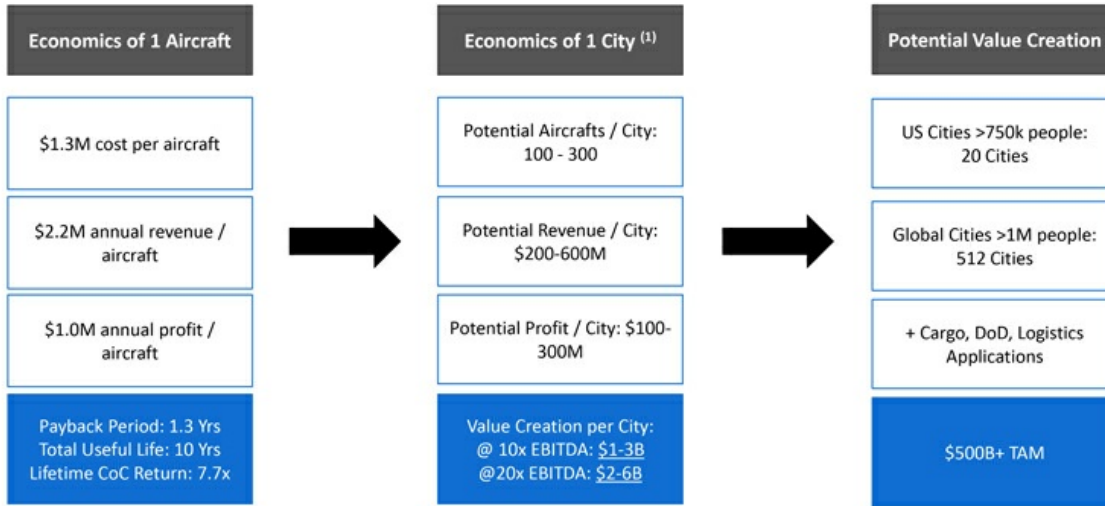 Economics of 1 Aircraft
$1.3M cost per aircraft
$2.2M annual revenue /
aircraft
$1.0M annual profit /
aircraft
Payback Period: 1.3 Yrs
Total Useful Life: 10 Yrs
Lifetime CoC Return: 7.7x
Economics of 1 City (1)
Potential Aircrafts / City:
100 - 300
Potential Revenue / City:
$200-600M
Potential Profit / City: $100-
300M
Value Creation per City:
@ 10x EBITDA: $1-3B
@20x EBITDA: $2-6B
Potential Value Creation
US Cities >750k people:
20 Cities
Global Cities >1M people:
512 Cities
+ Cargo, DoD, Logistics
Applications
$500B+ TAM